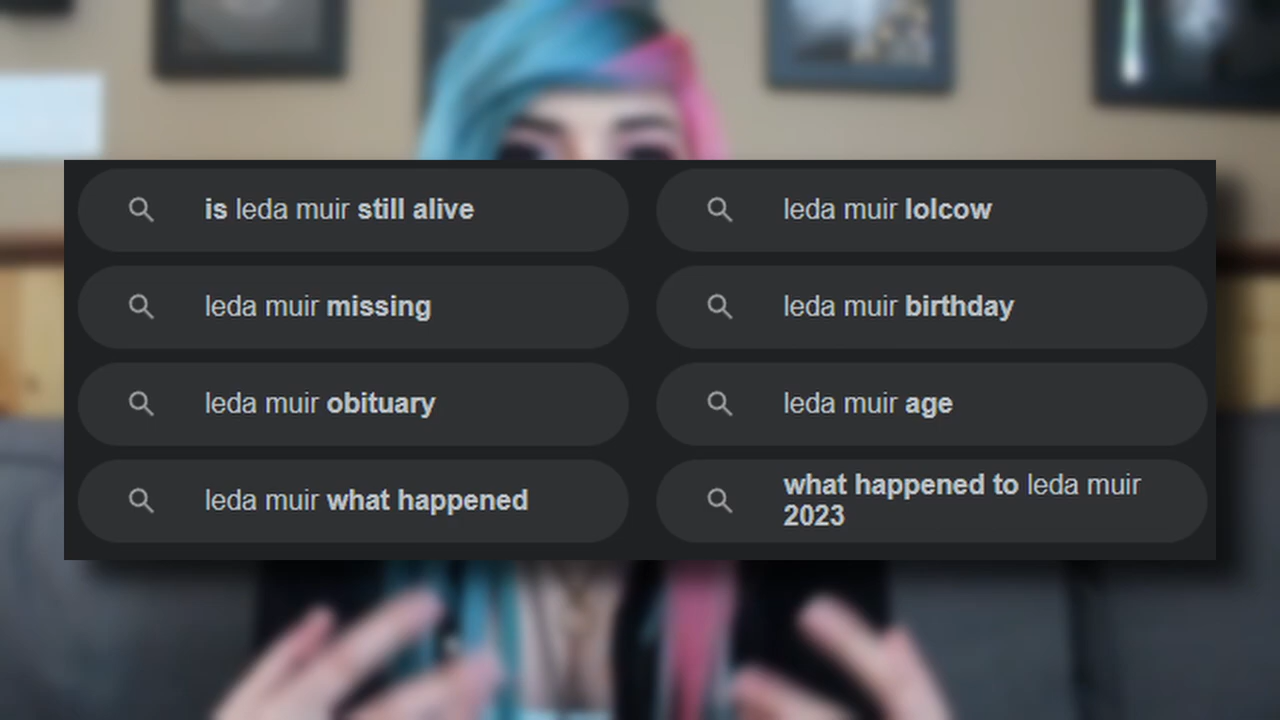 is leda muir still alive
leda muir lolcow
leda muir missing
leda muir birthday
leda muir obituary
leda muir age
leda muir what happened
what happened to leda muir
2023